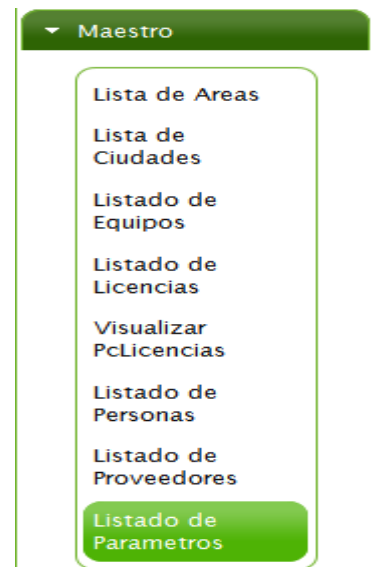 Maestro
Lista de Areas
Lista de
Ciudades
Listado de
Equipos
Listado de
Licencias
Visualizar
PcLicencias
Listado de
Personas
Listado de
Proveedores
Listado de
Parametros